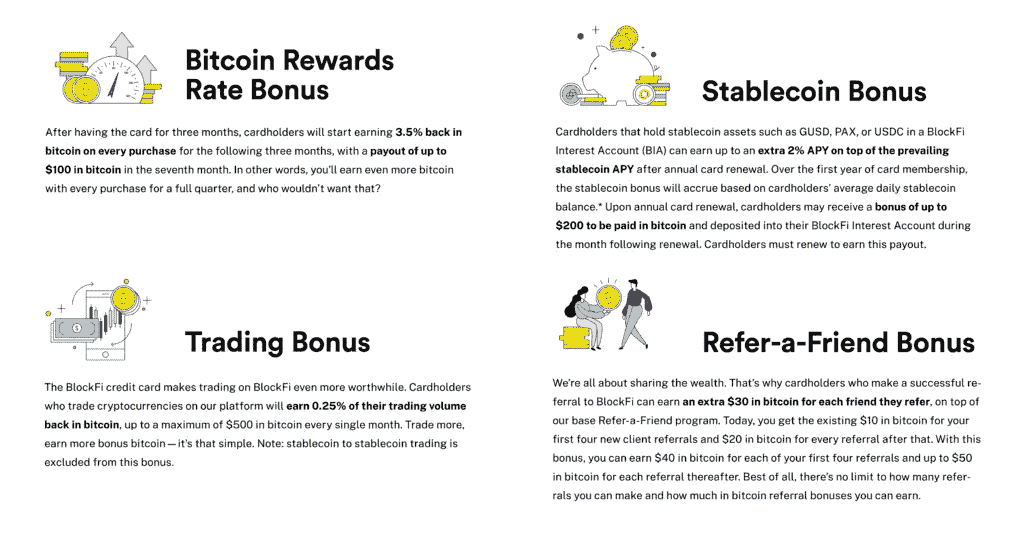 Bitcoin Rewards
Rate Bonus
After having the card for three months, cardholders will start earning 3.5% back in
bitcoin on every purchase for the following three months, with a payout of up to
$100 in bitcoin in the seventh month. In other words, you'll earn even more bitcoin
with every purchase for a full quarter, and who wouldn't want that?
Stablecoin Bonus
Cardholders that hold stablecoin assets such as GUSD, PAX, or USDC in a BlockFi
Interest Account (BIA) can earn up to an extra 2% APY on top of the prevailing
stablecoin APY after annual card renewal. Over the first year of card membership,
the stablecoin bonus will accrue based on cardholders' average daily stablecoin
balance.* Upon annual card renewal, cardholders may receive a bonus of up to
$200 to be paid in bitcoin and deposited into their BlockFi Interest Account during
the month following renewal. Cardholders must renew to earn this payout.
Trading Bonus
The BlockFi credit card makes trading on BlockFi even more worthwhile. Cardholders
who trade cryptocurrencies on our platform will earn 0.25% of their trading volume
back in bitcoin, up to a maximum of $500 in bitcoin every single month. Trade more,
earn more bonus bitcoin—it's that simple. Note: stablecoin to stablecoin trading is
excluded from this bonus.
Refer-a-Friend Bonus
We're all about sharing the wealth. That's why cardholders who make a successful re-
ferral to BlockFi can earn an extra $30 in bitcoin for each friend they refer, on top of
our base Refer-a-Friend program. Today, you get the existing $10 in bitcoin for your
first four new client referrals and $20 in bitcoin for every referral after that. With this
bonus, you can earn $40 in bitcoin for each of your first four referrals and up to $50
in bitcoin for each referral thereafter. Best of all, there's no limit to how many refer-
rals you can make and how much in bitcoin referral bonuses you can earn.